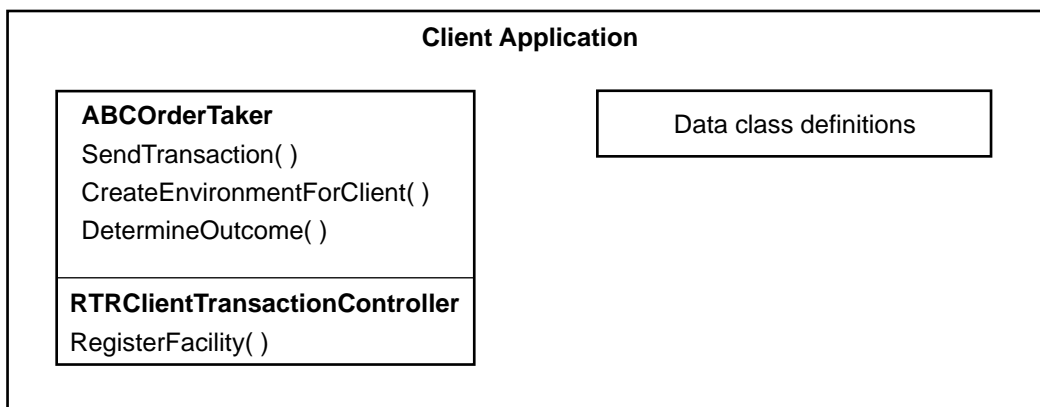 Client Application
ABCOrderTaker
SendTransaction( )
CreateEnvironmentForClient( )
DetermineOutcome( )
RTRClientTransactionController
RegisterFacility( )
Data class definitions